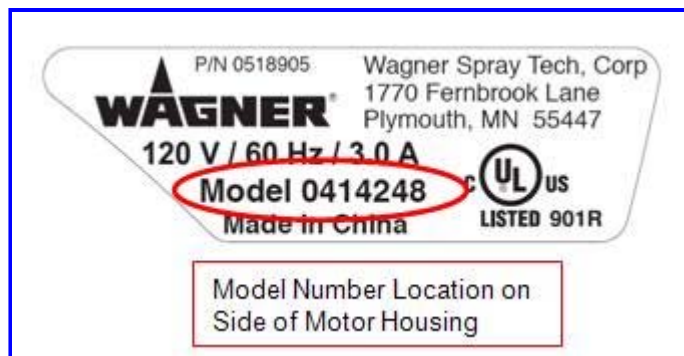 P/N 0518905
WAGNER®
Wagner Spray Tech, Corp
1770 Fernbrook Lane
Plymouth, MN 55447
120 V / 60 Hz / 3.0 A
Model 0414248
Made in China
C UL US
LISTED 901R
Model Number Location on
Side of Motor Housing